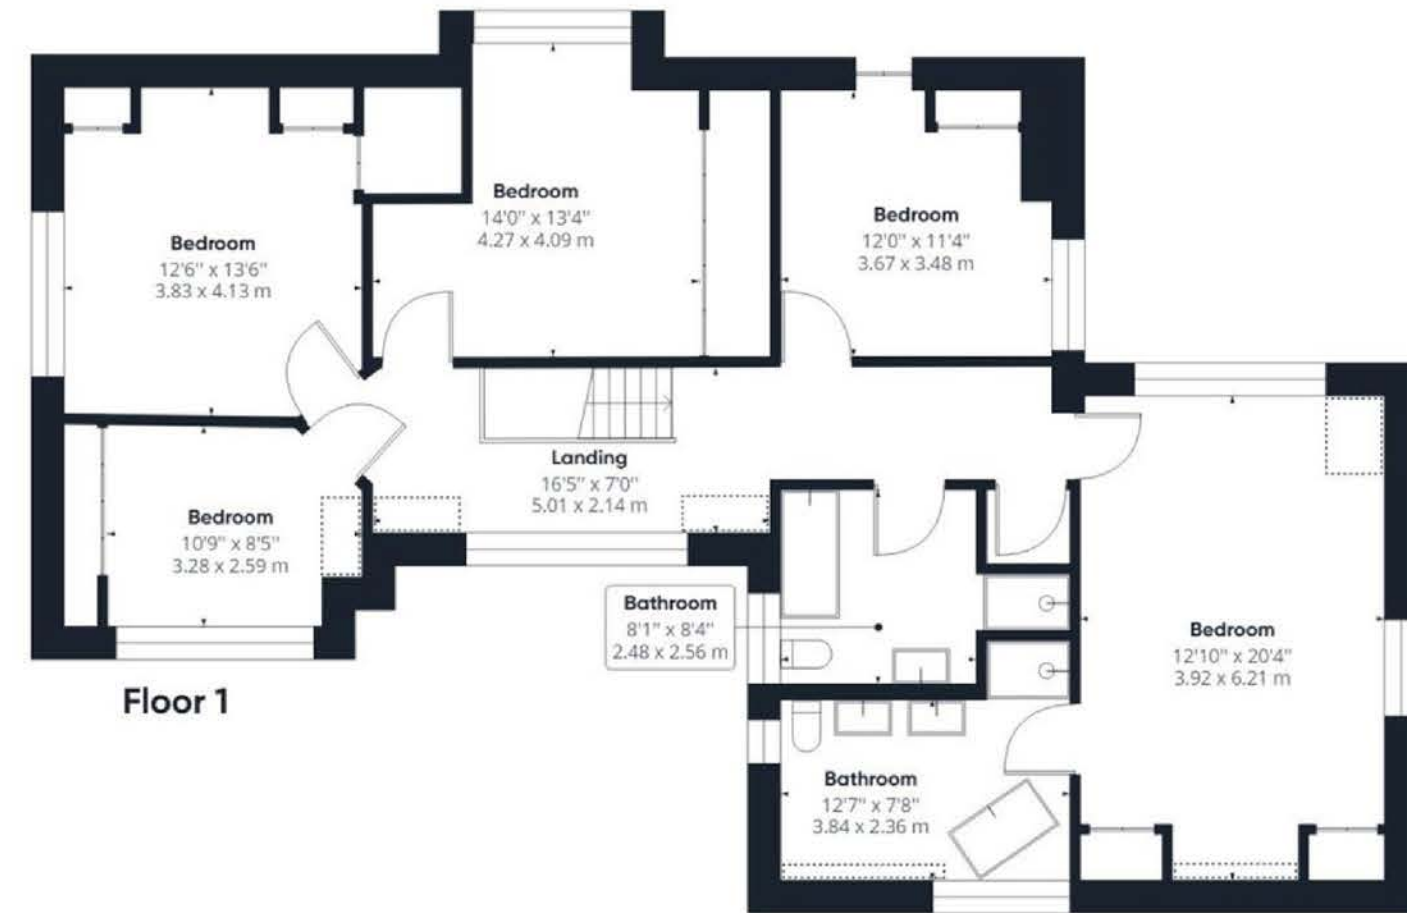 Bedroom
12'6" x 13'6"
3.83 x 4.13 m
Bedroom
14'0" x 13'4"
4.27 x 4.09 m
Bedroom
12'0" x 11'4"
3.67 x 3.48 m
Bedroom
10'9" x 8'5"
3.28 x 2.59 m
Landing
16'5" x 7'0"
5.01 x 2.14 m
Bathroom
8'1" x 8'4"
2.48 x 2.56 m
Bedroom
12'10" x 20'4"
3.92 x 6.21 m
Floor 1
Bathroom
12'7" x 7'8"
3.84 x 2.36 m